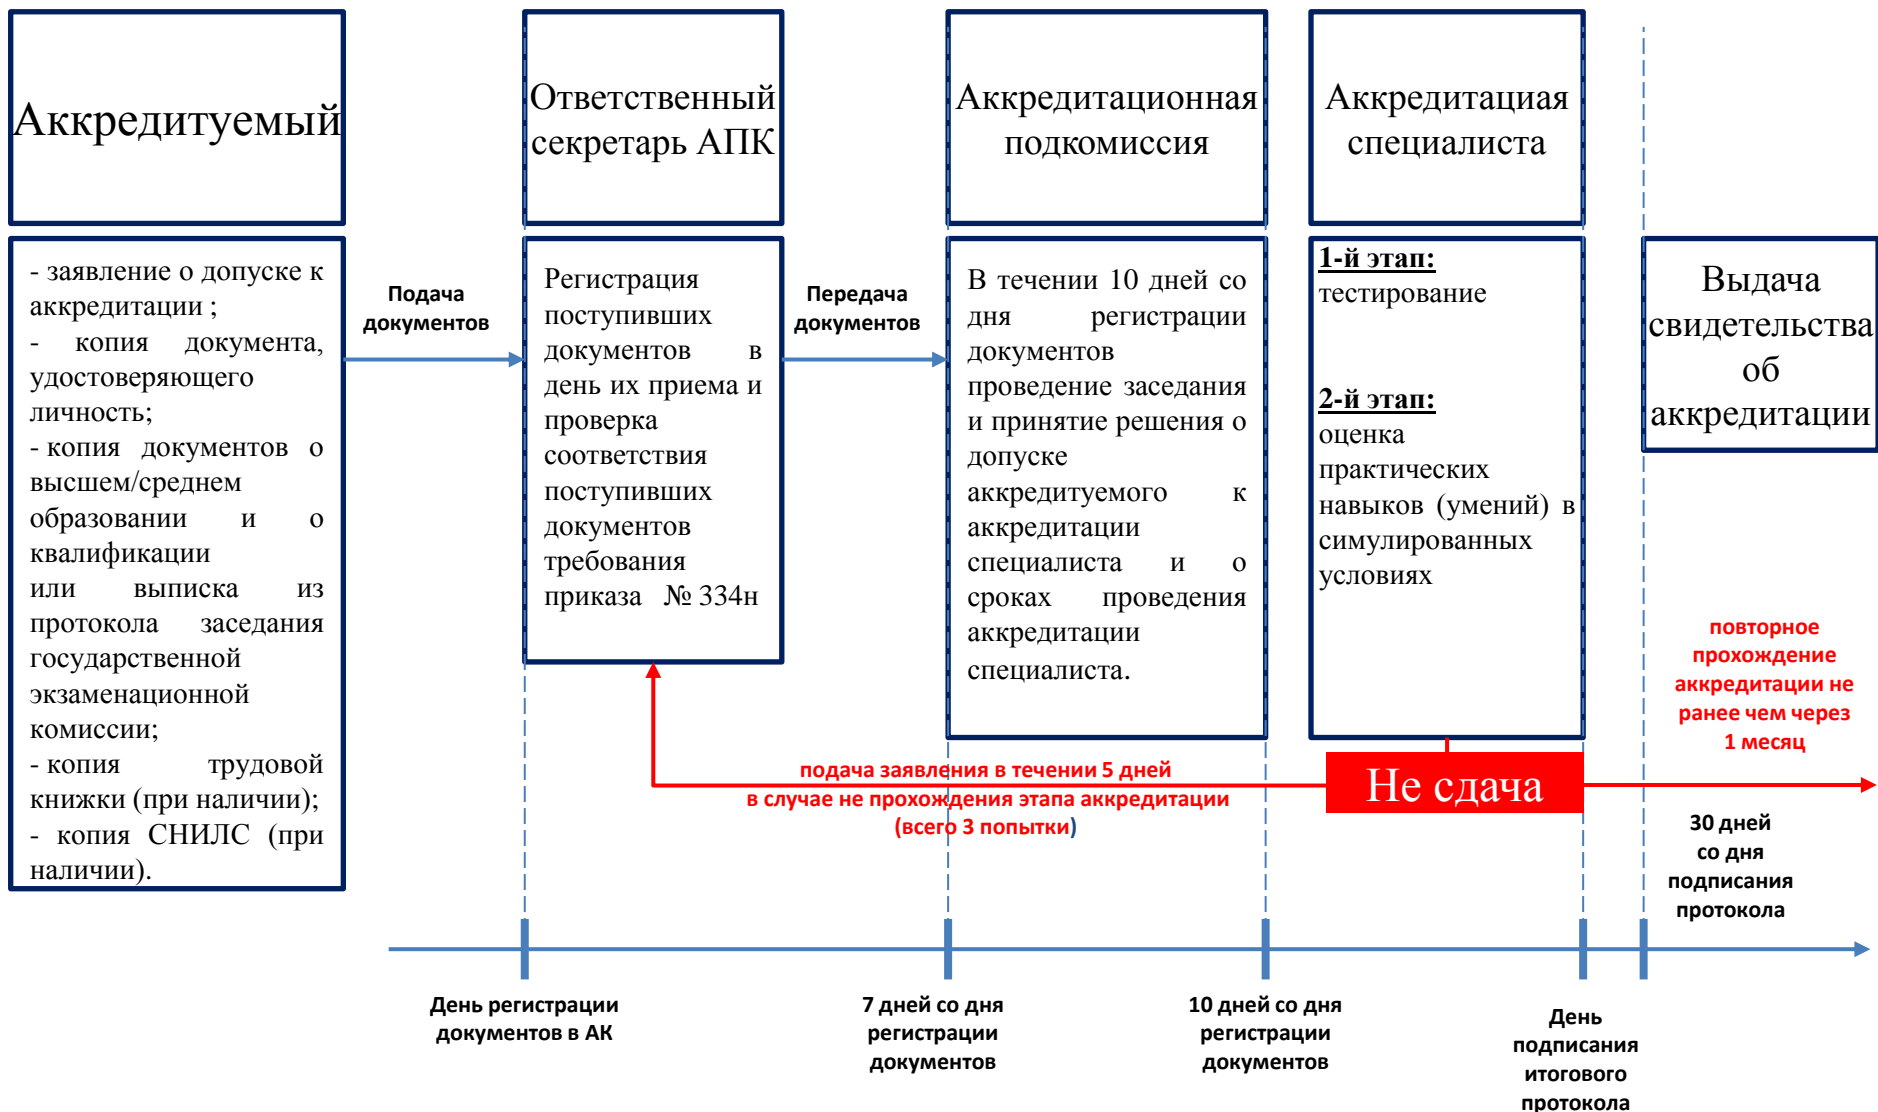 Аккредитуемый
Ответственный
секретарь АПК
Аккредитационная
подкомиссия
Аккредитациая
специалиста
- заявление о допуске к
аккредитации ;
- копия документа,
удостоверяющего
личность;
- копия документов о
высшем/среднем
образовании и о
квалификации
или выписка из
протокола заседания
государственной
экзаменационной
комиссии;
- копия трудовой
книжки (при наличии);
- копия СНИЛС (при
наличии).
Подача
документов
Регистрация
поступивших
документов в
день их приема и
проверка
соответствия
поступивших
документов
требования
приказа № 334н
Передача
документов
В течении 10 дней со
дня регистрации
документов
проведение заседания
и принятие решения о
допуске
аккредитуемого к
аккредитации
специалиста и о
сроках проведения
аккредитации
специалиста.
1-й этап:
тестирование
2-й этап:
оценка
практических
навыков (умений) в
симулированных
условиях
Выдача
свидетельства
об
аккредитации
повторное
прохождение
аккредитации не
ранее чем через
1 месяц
подача заявления в течении 5 дней
в случае не прохождения этапа аккредитации
(всего 3 попытки)
Не сдача
30 дней
со дня
подписания
протокола
День регистрации
документов в АК
7 дней со дня
регистрации
документов
10 дней со дня
регистрации
документов
День
подписания
итогового
протокола